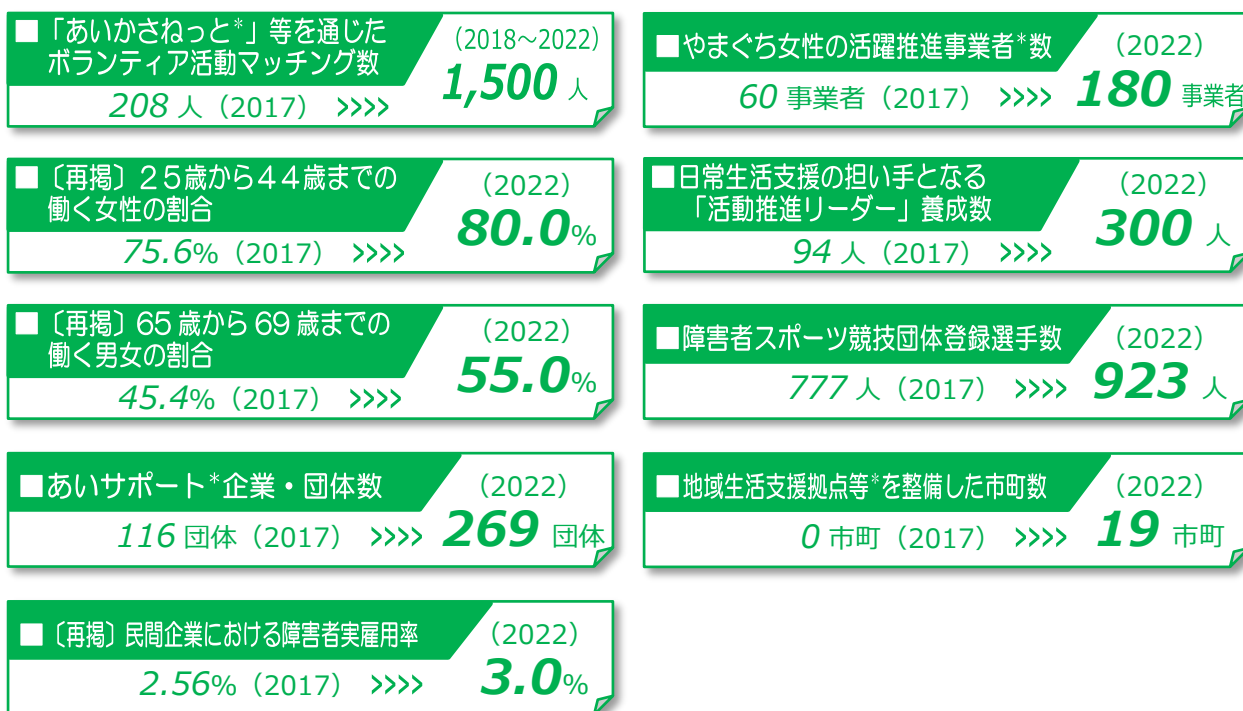 ■「あいかさねっと*」等を通じた
ボランティア活動マッチング数
(2018~2022)
208 人（2017） >>>> 1,500 人
■やまぐち女性の活躍推進事業者*数
（2022）
60 事業者（2017） >>>> 180 事業者
■〔再掲〕２５歳から４４歳までの
働く女性の割合
（2022）
75.6%（2017） >>>> 80.0%
■日常生活支援の担い手となる
「活動推進リーダー」養成数
（2022）
94 人（2017） >>>> 300 人
■〔再掲〕65 歳から 69 歳までの
働く男女の割合
（2022）
45.4%（2017） >>>> 55.0%
■障害者スポーツ競技団体登録選手数
（2022）
777 人（2017） >>>> 923 人
■あいサポート*企業・団体数
（2022）
116 団体（2017） >>>> 269 団体
■地域生活支援拠点等*を整備した市町数
（2022）
0 市町（2017） >>>> 19 市町
■〔再掲〕民間企業における障害者実雇用率
（2022）
2.56%（2017） >>>> 3.0%